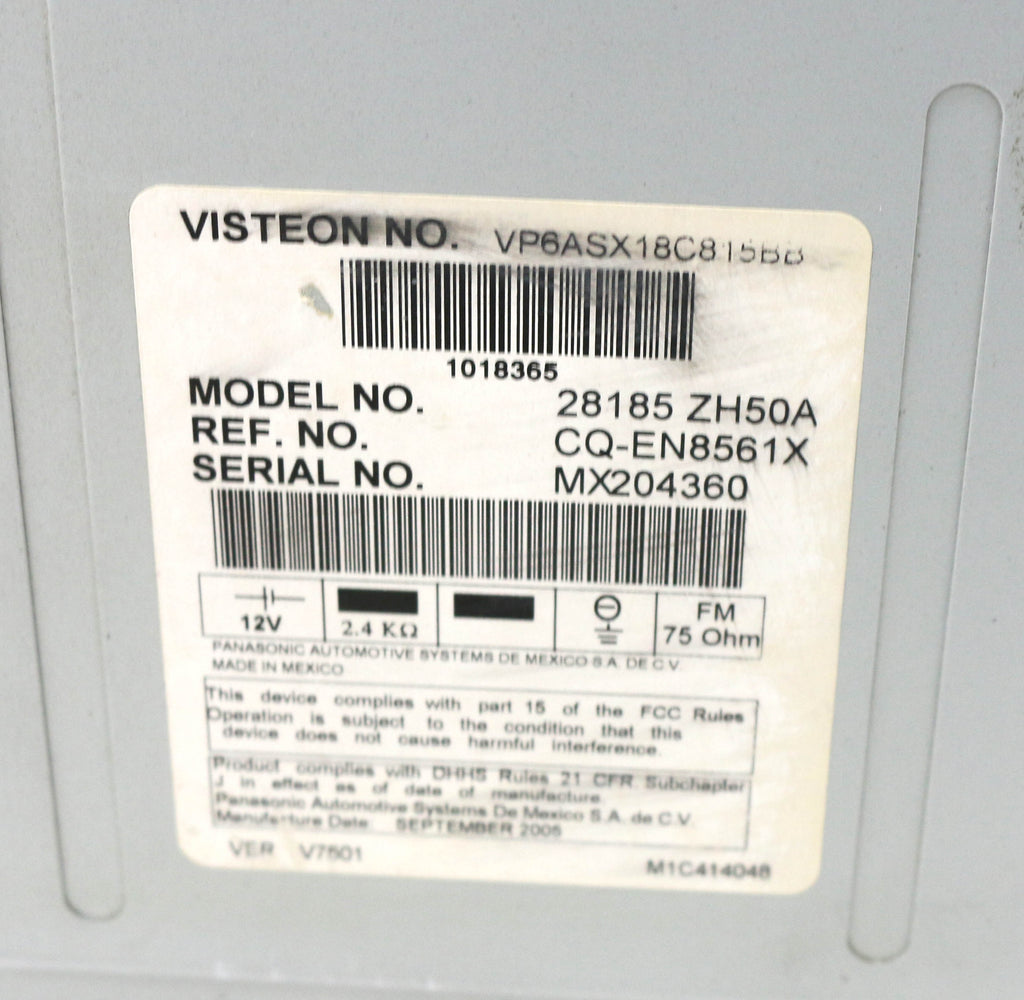 VISTEON NO. VP6ASX18C815BB
1018365
MODEL NO. 28185 ZH50A
REF. NO. CQ-EN8561X
SERIAL NO. MX204360
12V
2.4 KΩ
FM
75 Ohm
PANASONIC AUTOMOTIVE SYSTEMS DE MEXICO S.A. DE C.V.
MADE IN MEXICO
This device complies with part 15 of the FCC Rules
Operation is subject to the condition that this
device does not cause harmful interference.
Product complies with DHHS Rules 21 CFR Subchapter
J in effect as of date of manufacture.
Panasonic Automotive Systems De Mexico S.A. de C.V.
Manufacture Date: SEPTEMBER 2005
VER V7501
M1C414048